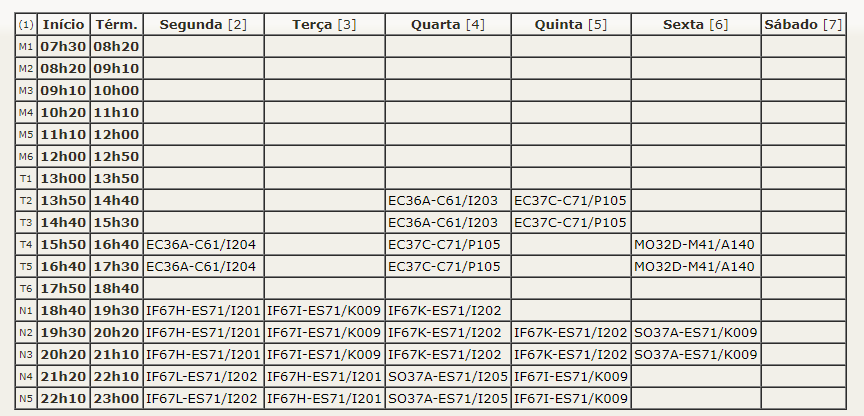 (1) Início Térm. Segunda [2] Terça [3] Quarta [4] Quinta [5] Sexta [6] Sábado [7]
M1 07h30 08h20
M2 08h20 09h10
M3 09h10 10h00
M4 10h20 11h10
M5 11h10 12h00
M6 12h00 12h50
T1 13h00 13h50
T2 13h50 14h40 EC36A-C61/I203 EC37C-C71/P105
T3 14h40 15h30 EC36A-C61/I203 EC37C-C71/P105
T4 15h50 16h40 EC36A-C61/I204 EC37C-C71/P105 MO32D-M41/A140
T5 16h40 17h30 EC36A-C61/I204 EC37C-C71/P105 MO32D-M41/A140
T6 17h50 18h40
N1 18h40 19h30 IF67H-ES71/I201 IF67I-ES71/K009 IF67K-ES71/I202
N2 19h30 20h20 IF67H-ES71/I201 IF67I-ES71/K009 IF67K-ES71/I202 IF67K-ES71/I202 SO37A-ES71/K009
N3 20h20 21h10 IF67H-ES71/I201 IF67I-ES71/K009 IF67K-ES71/I202 IF67K-ES71/I202 SO37A-ES71/K009
N4 21h20 22h10 IF67L-ES71/I202 IF67H-ES71/I201 SO37A-ES71/I205 IF67I-ES71/K009
N5 22h10 23h00 IF67L-ES71/I202 IF67H-ES71/I201 SO37A-ES71/I205 IF67I-ES71/K009